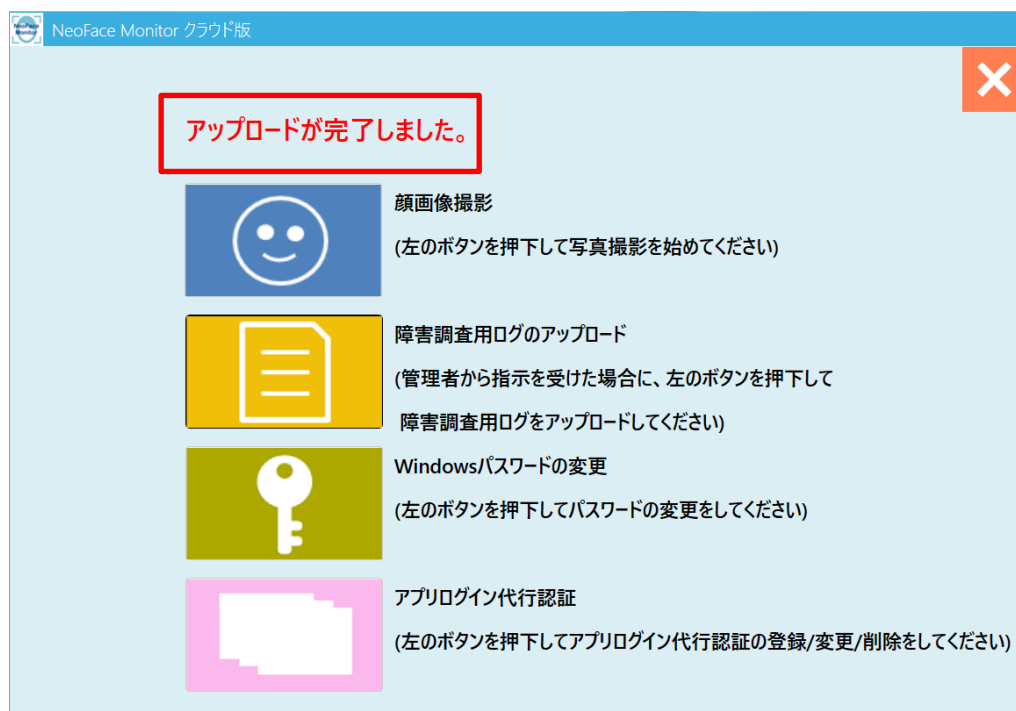 NeoFace Monitor
NeoFace Monitor クラウド版
アップロードが完了しました。
顔画像撮影
(左のボタンを押下して写真撮影を始めてください)
障害調査用ログのアップロード
(管理者から指示を受けた場合に、左のボタンを押下して
障害調査用ログをアップロードしてください)
Windowsパスワードの変更
(左のボタンを押下してパスワードの変更をしてください)
アプリログイン代行認証
(左のボタンを押下してアプリログイン代行認証の登録/変更/削除をしてください)